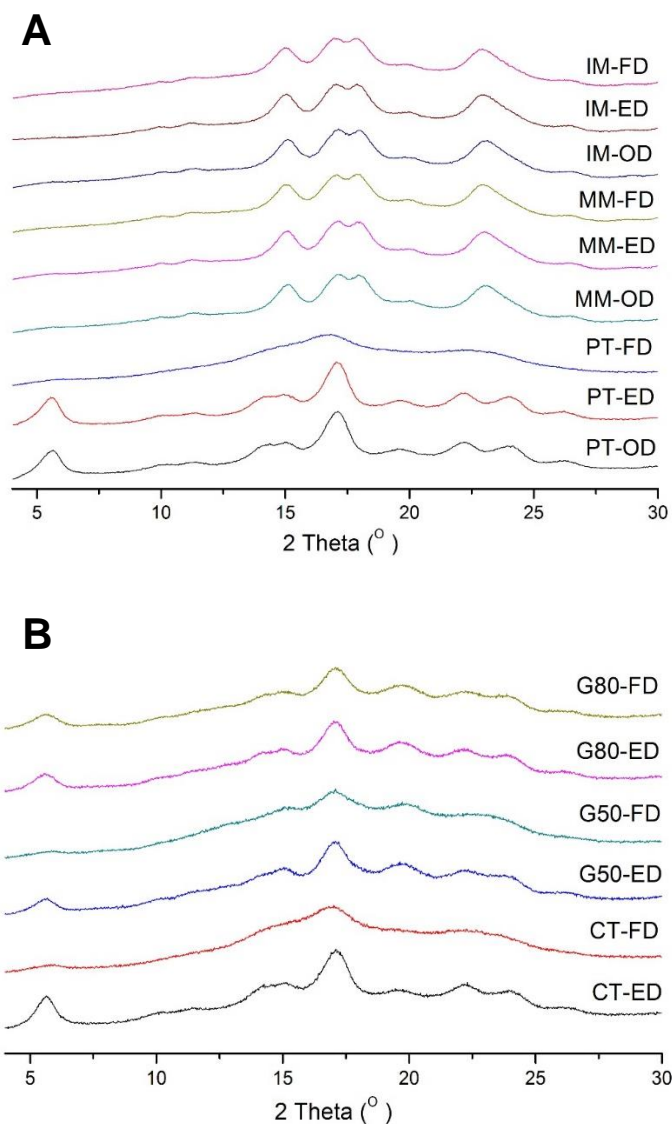 A
IM-FD
IM-ED
IM-OD
MM-FD
MM-ED
MM-OD
PT-FD
PT-ED
PT-OD
5 10 15 20 25 30
2 Theta (O )
B
G80-FD
G80-ED
G50-FD
G50-ED
CT-FD
CT-ED
5 10 15 20 25 30
2 Theta (O )